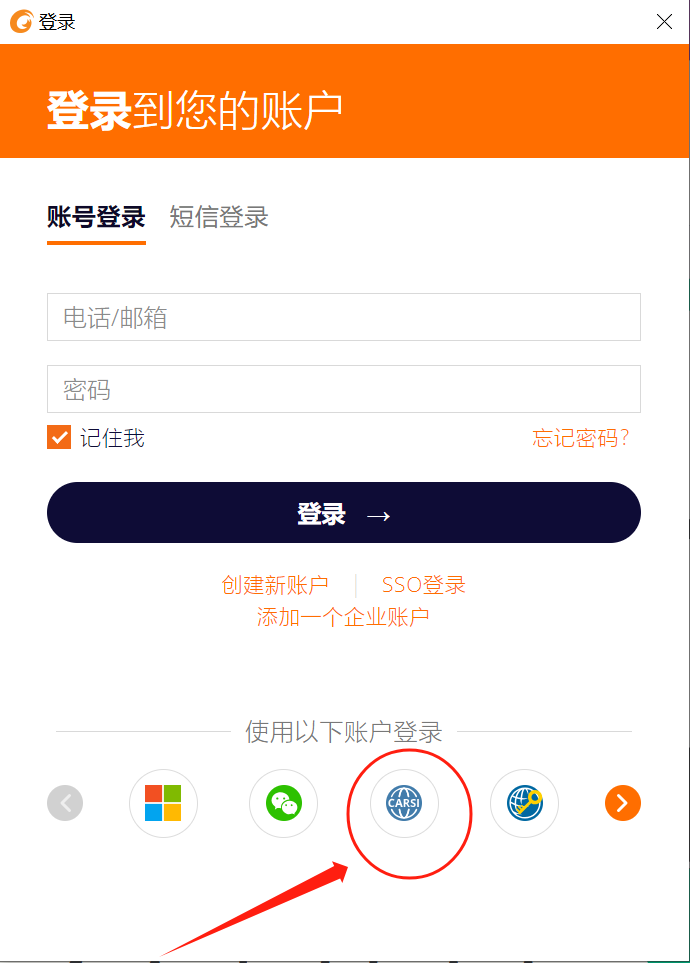 登录
登录到您的账户
账号登录 短信登录
电话/邮箱
密码
记住我 忘记密码?
登录 →
创建新账户 | SSO登录
添加一个企业账户
使用以下账户登录
CARSI